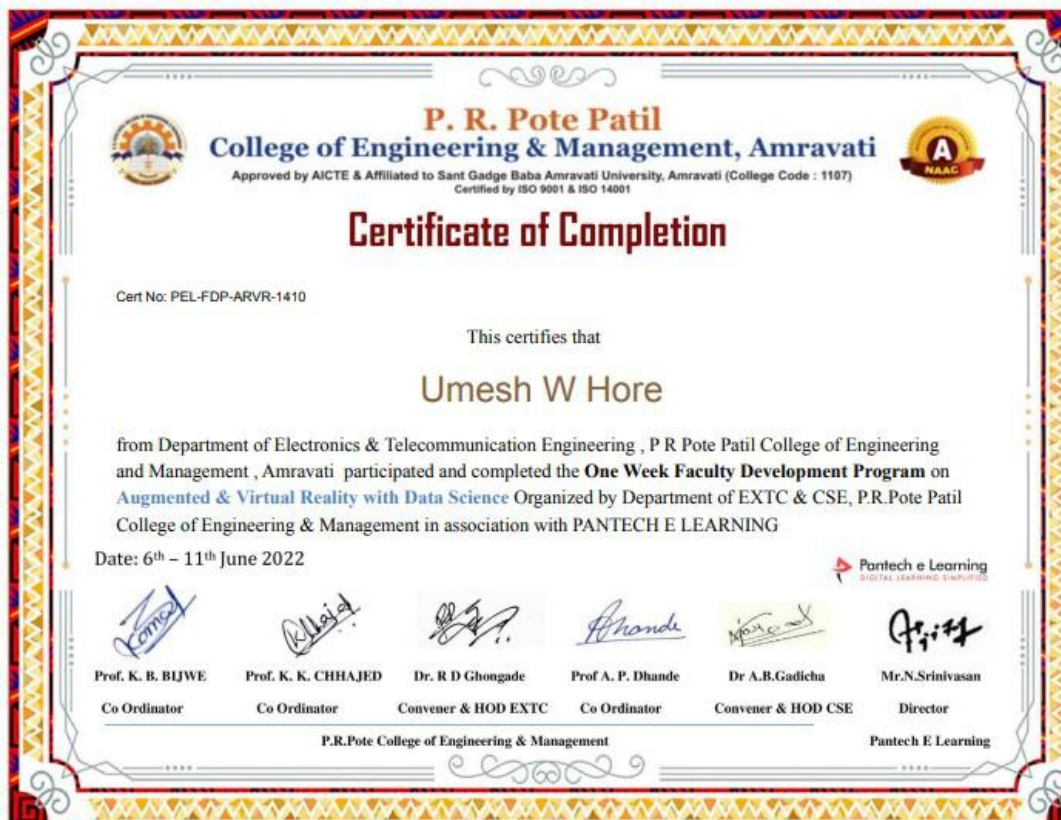 P. R. Pote Patil
College of Engineering & Management, Amravati
Approved by AICTE & Affiliated to Sant Gadge Baba Amravati University, Amravati (College Code : 1107)
Certified by ISO 9001 & ISO 14001
A
NAAC
Certificate of Completion
Cert No: PEL-FDP-ARVR-1410
This certifies that
Umesh W Hore
from Department of Electronics & Telecommunication Engineering , P R Pote Patil College of Engineering
and Management , Amravati participated and completed the One Week Faculty Development Program on
Augmented & Virtual Reality with Data Science Organized by Department of EXTC & CSE, P.R.Pote Patil
College of Engineering & Management in association with PANTECH E LEARNING
Date: 6th – 11th June 2022
Pantech e Learning
DIGITAL LEARNING SIMPLIFIED
Prof. K. B. BIJWE Prof. K. K. CHHAJED Dr. R D Ghongade Prof A. P. Dhande Dr A.B.Gadicha Mr.N.Srinivasan
Co Ordinator Co Ordinator Convener & HOD EXTC Co Ordinator Convener & HOD CSE Director
P.R.Pote College of Engineering & Management Pantech E Learning